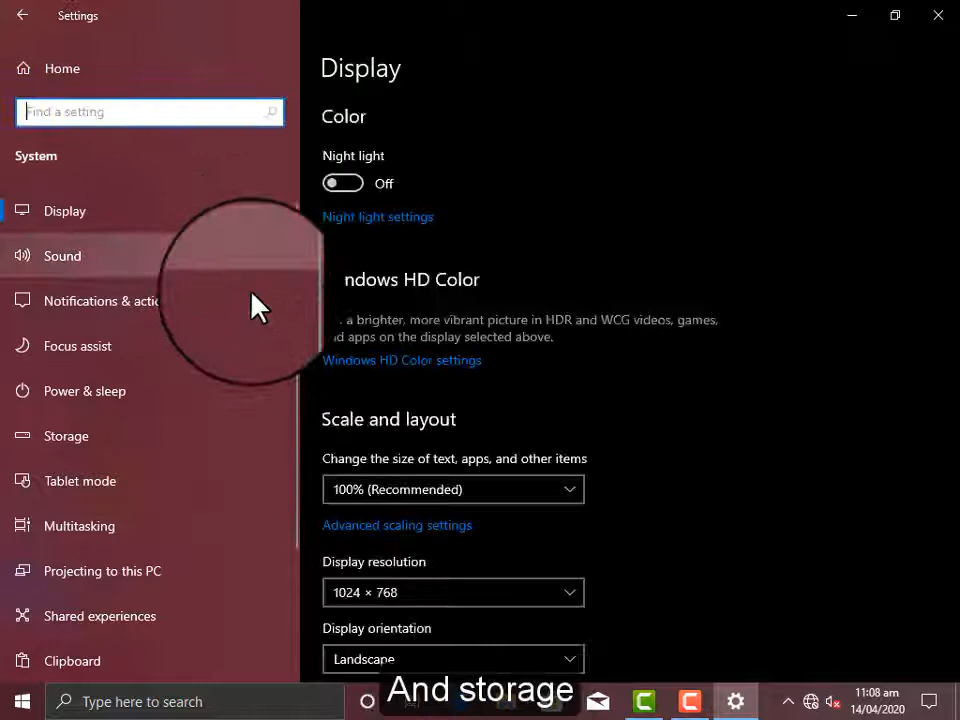 Settings
Home
Find a setting
System
Display
Sound
Notifications & actic
Focus assist
Power & sleep
Storage
Tablet mode
Multitasking
Projecting to this PC
Shared experiences
Clipboard
Display
Color
Night light
Off
Night light settings
ndows HD Color
a brighter, more vibrant picture in HDR and WCG videos, games,
d apps on the display selected above.
Windows HD Color settings
Scale and layout
Change the size of text, apps, and other items
100% (Recommended)
Advanced scaling settings
Display resolution
1024 × 768
Display orientation
Landscape
And storage
Type here to search
11:08 am
14/04/2020